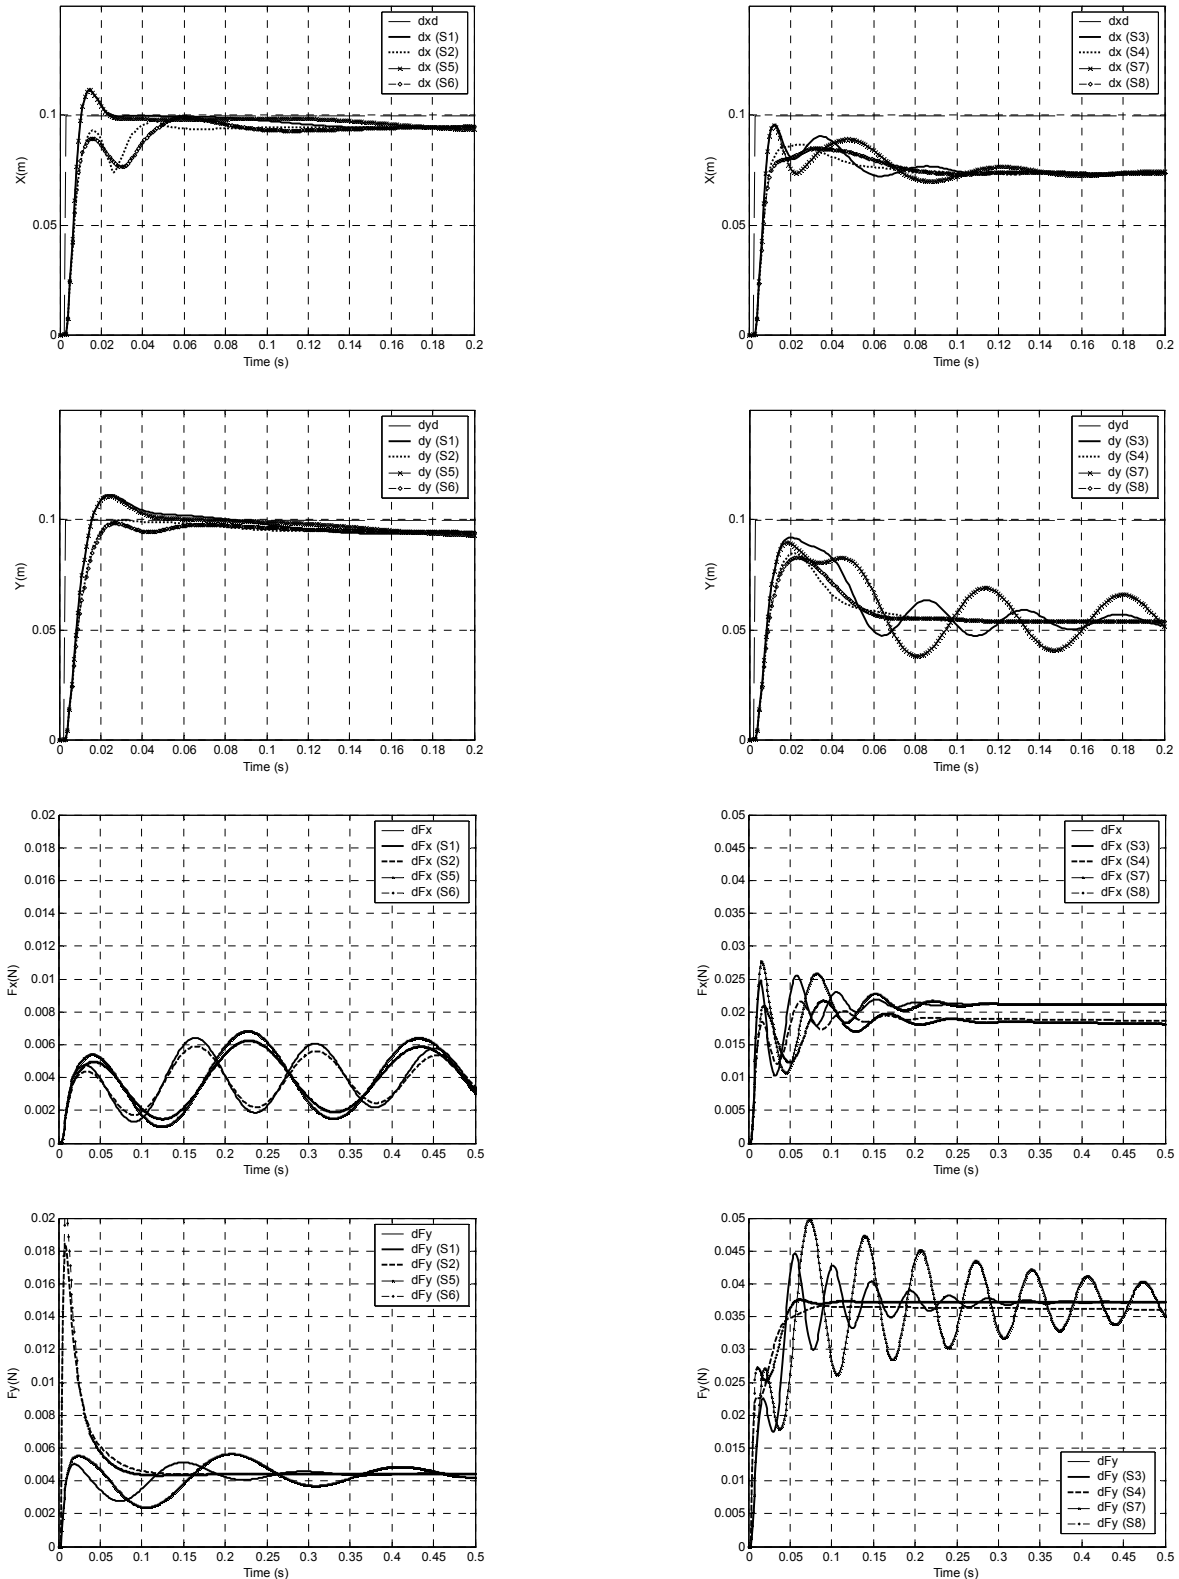 dxd
dx (S1)
dx (S2)
dx (S5)
dx (S6)
0.1
0.05
0
X(m)
0 0.02 0.04 0.06 0.08 0.1 0.12 0.14 0.16 0.18 0.2
Time (s)
dxd
dx (S3)
dx (S4)
dx (S7)
dx (S8)
0.1
0.05
0
X(m)
0 0.02 0.04 0.06 0.08 0.1 0.12 0.14 0.16 0.18 0.2
Time (s)
dyd
dy (S1)
dy (S2)
dy (S5)
dy (S6)
0.1
0.05
0
Y(m)
0 0.02 0.04 0.06 0.08 0.1 0.12 0.14 0.16 0.18 0.2
Time (s)
dyd
dy (S3)
dy (S4)
dy (S7)
dy (S8)
0.1
0.05
0
Y(m)
0 0.02 0.04 0.06 0.08 0.1 0.12 0.14 0.16 0.18 0.2
Time (s)
0.02
0.018
0.016
0.014
0.012
0.01
0.008
0.006
0.004
0.002
0
Fx(N)
dFx
dFx (S1)
dFx (S2)
dFx (S5)
dFx (S6)
0 0.05 0.1 0.15 0.2 0.25 0.3 0.35 0.4 0.45 0.5
Time (s)
0.05
0.045
0.04
0.035
0.03
0.025
0.02
0.015
0.01
0.005
0
Fx(N)
dFx
dFx (S3)
dFx (S4)
dFx (S7)
dFx (S8)
0 0.05 0.1 0.15 0.2 0.25 0.3 0.35 0.4 0.45 0.5
Time (s)
0.02
0.018
0.016
0.014
0.012
0.01
0.008
0.006
0.004
0.002
0
Fy(N)
dFy
dFy (S1)
dFy (S2)
dFy (S5)
dFy (S6)
0 0.05 0.1 0.15 0.2 0.25 0.3 0.35 0.4 0.45 0.5
Time (s)
0.05
0.045
0.04
0.035
0.03
0.025
0.02
0.015
0.01
0.005
0
Fy(N)
dFy
dFy (S3)
dFy (S4)
dFy (S7)
dFy (S8)
0 0.05 0.1 0.15 0.2 0.25 0.3 0.35 0.4 0.45 0.5
Time (s)